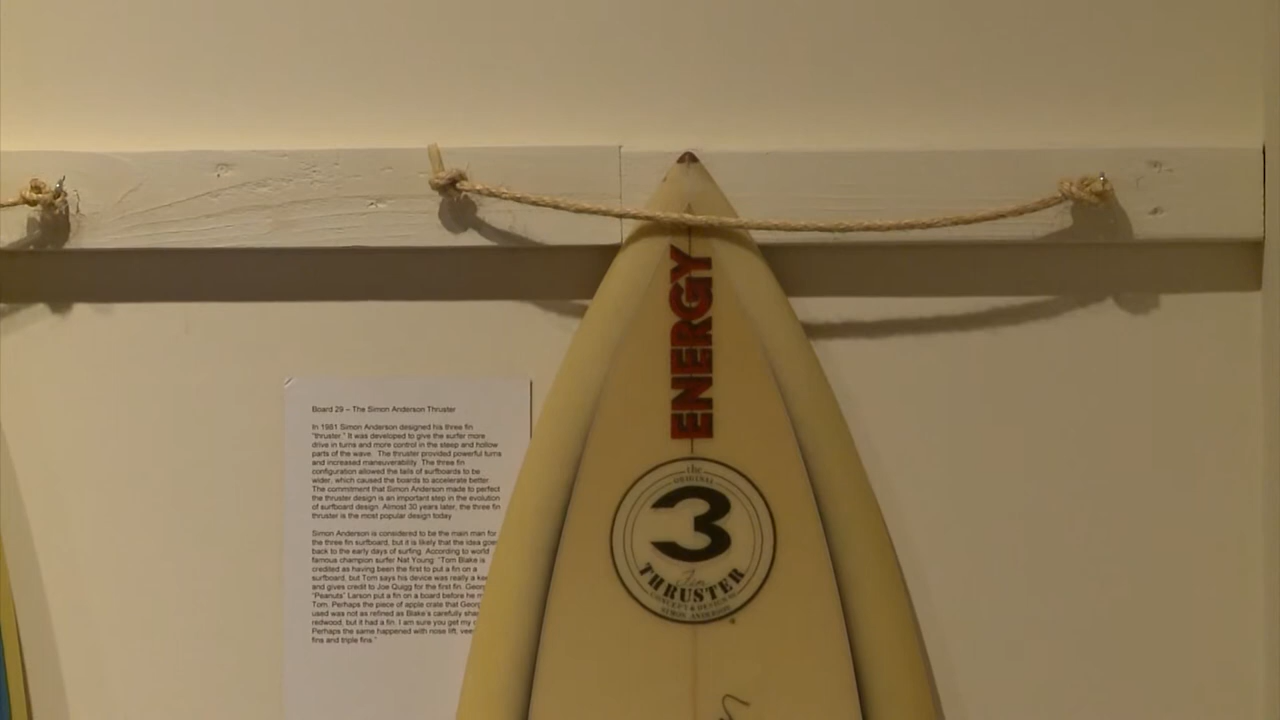 Board 29 – The Simon Anderson Thruster
In 1981 Simon Anderson designed his three fin
"thruster." It was developed to give the surfer more
drive in turns and more control in the steep and hollow
parts of the wave. The thruster provided powerful turns
and increased maneuverability. The three fin
configuration allowed the tails of surfboards to be
wider, which caused the boards to accelerate better.
The commitment that Simon Anderson made to perfect
the thruster design is an important step in the evolution
of surfboard design. Almost 30 years later, the three fin
thruster is the most popular design today
Simon Anderson is considered to be the main man for
the three fin surfboard, but it is likely that the idea goes
back to the early days of surfing. According to world
famous champion surfer Nat Young: "Tom Blake is
credited as having been the first to put a fin on a
surfboard, but Tom says his device was really a
and gives credit to Joe Quigg for the first fin.
"Peanuts" Larson put a fin on a board before he
Tom. Perhaps the piece of apple crate that
used was not as refined as Blake's carefully
redwood, but it had a fin. I am sure you get my
Perhaps the same happened with nose lift,
fins and triple fins."
ENERGY
the
ORIGINAL
3
Fin
THRUSTER
CONCEPT & DESIGN BY
SIMON ANDERSON